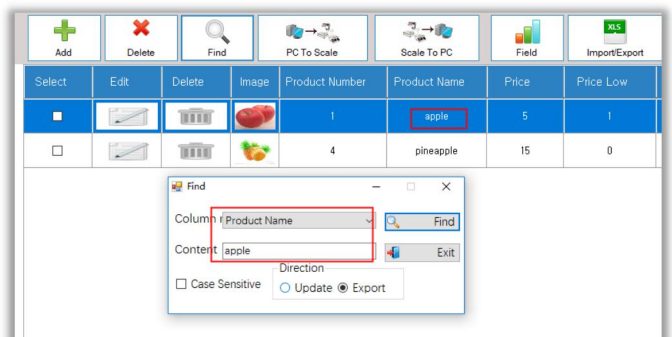 XLS
Add Delete Find PC To Scale Scale To PC Field Import/Export
Select Edit Delete Image Product Number Product Name Price Price Low
1 apple 5 1
4 pineapple 15 0
Find
Column Product Name Find
Content apple Exit
Direction
Case Sensitive Update Export